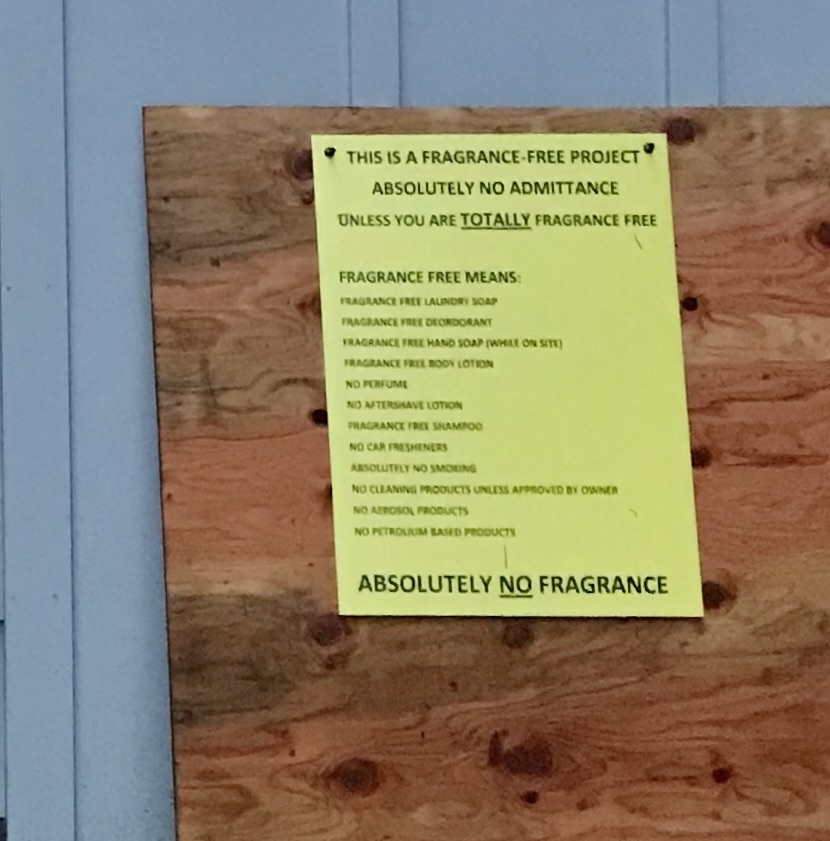 THIS IS A FRAGRANCE-FREE PROJECT
ABSOLUTELY NO ADMITTANCE
UNLESS YOU ARE TOTALLY FRAGRANCE FREE
FRAGRANCE FREE MEANS:
FRAGRANCE FREE LAUNDRY SOAP
FRAGRANCE FREE DEORDORANT
FRAGRANCE FREE HAND SOAP (WHILE ON SITE)
FRAGRANCE FREE BODY LOTION
NO PERFUME
NO AFTERSHAVE LOTION
FRAGRANCE FREE SHAMPOO
NO CAR FRESHENERS
ABSOLUTELY NO SMOKING
NO CLEANING PRODUCTS UNLESS APPROVED BY OWNER
NO AEROSOL PRODUCTS
NO PETROLIUM BASED PRODUCTS
ABSOLUTELY NO FRAGRANCE